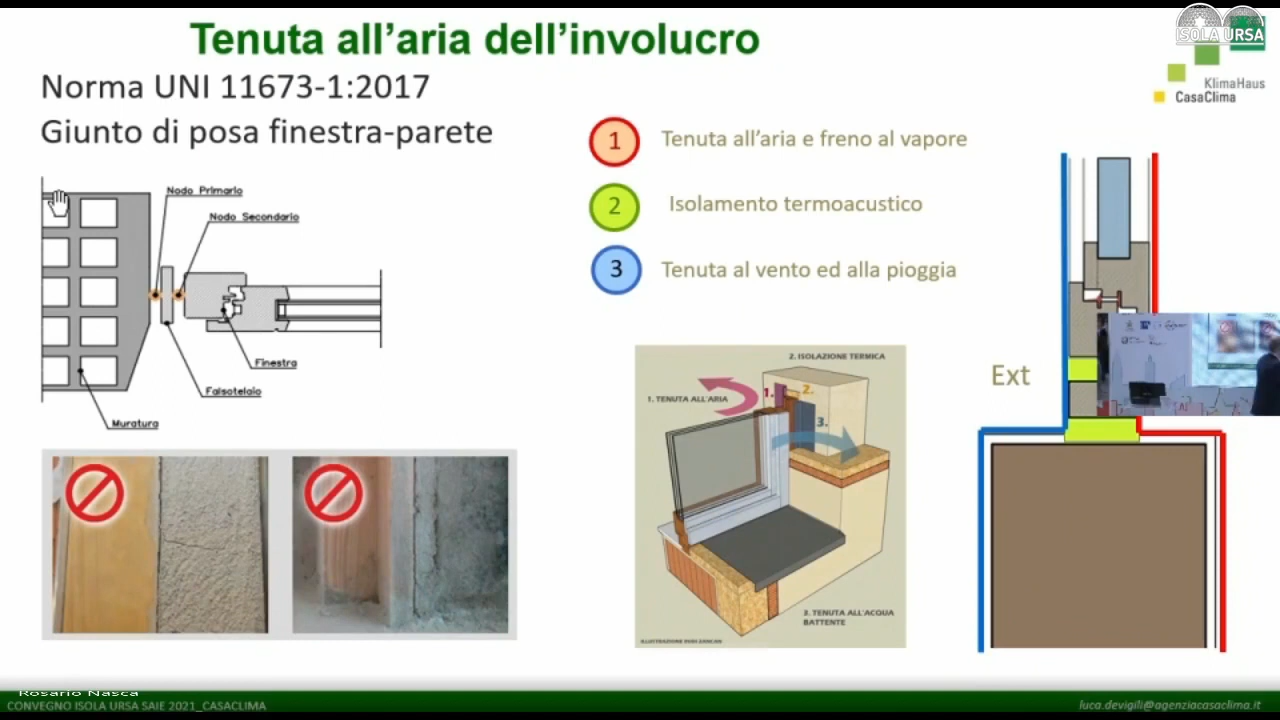 Tenuta all'aria dell'involucro
ISOLA URSA
KlimaHaus
CasaClima
Norma UNI 11673-1:2017
Giunto di posa finestra-parete
Nodo Primario
Nodo Secondario
Finestra
Falsotelaio
Muratura
1 Tenuta all'aria e freno al vapore
2 Isolamento termoacustico
3 Tenuta al vento ed alla pioggia
2. ISOLAZIONE TERMICA
1. TENUTA ALL'ARIA
1.
2.
3.
3. TENUTA ALL'ACQUA
BATTENTE
Ext
Rosario Nasca
CONVEGNO ISOLA URSA SAIE 2021_CASACLIMA
luca.devigili@agenziacasaclima.it